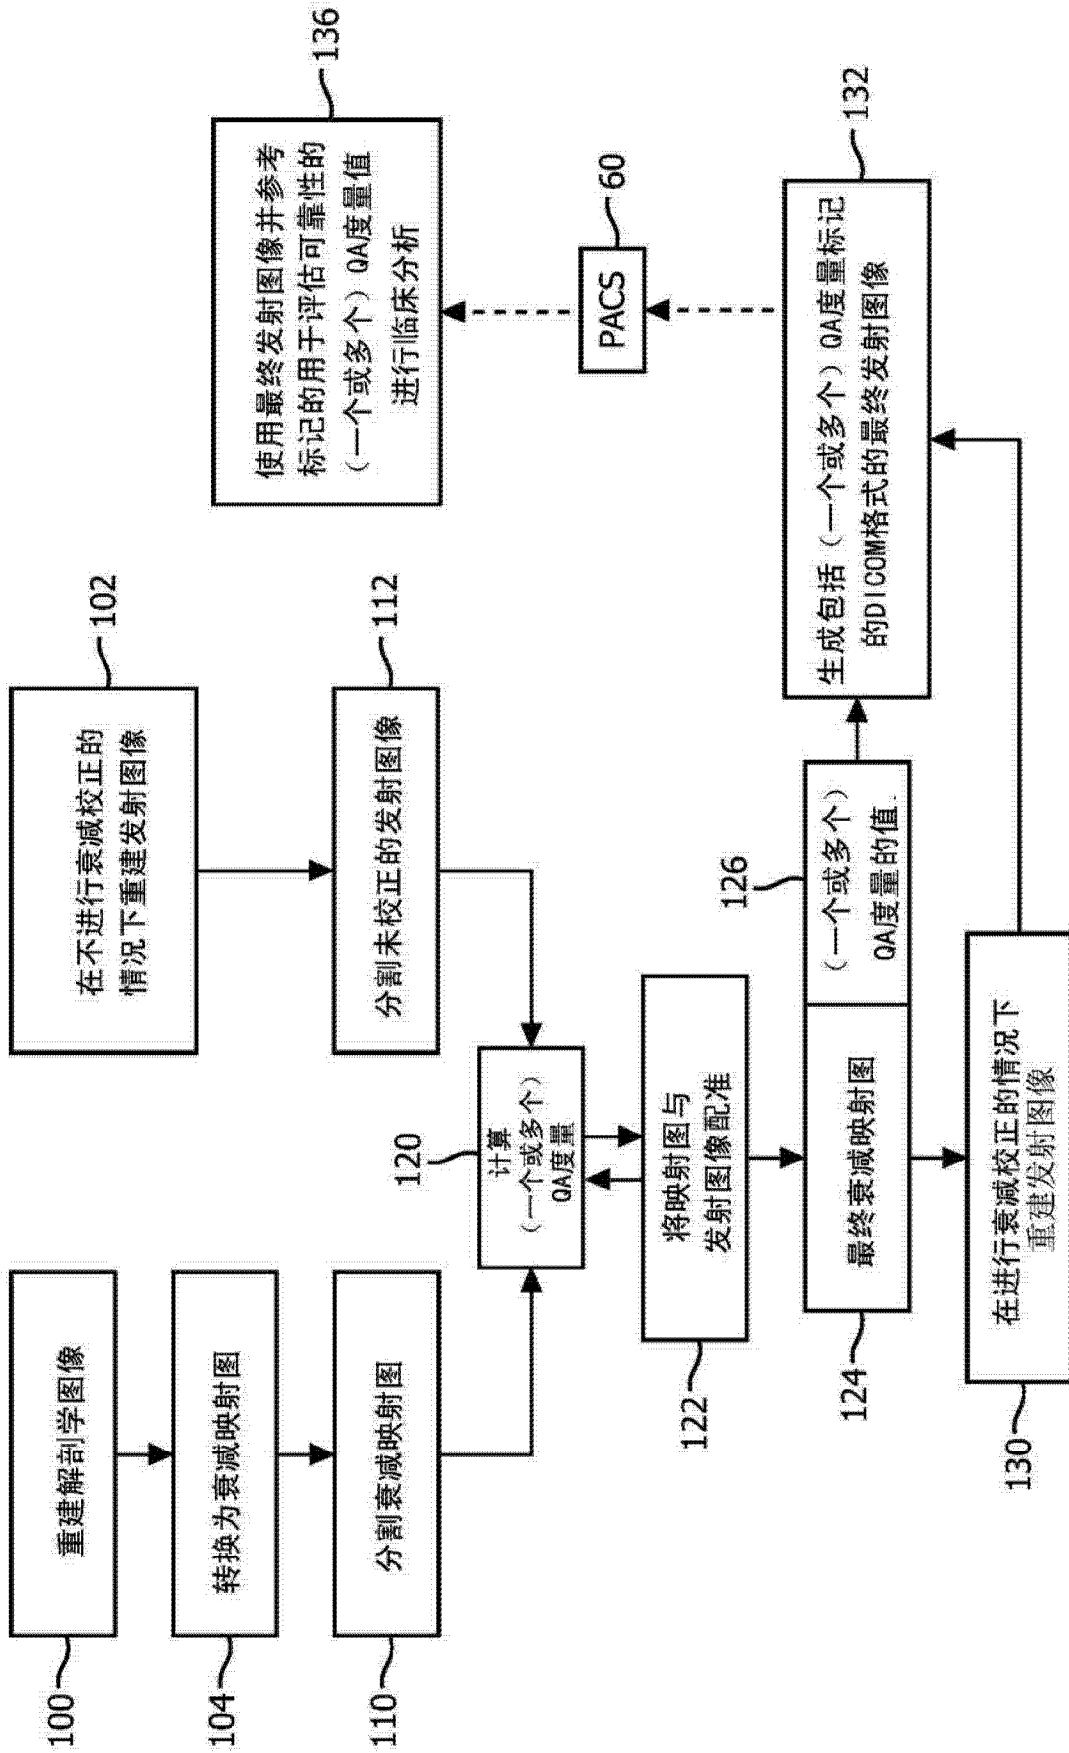 100
重建解剖学图像
104
转换为衰减映射图
110
分割衰减映射图
102
在不进行衰减校正的
情况下重建发射图像
112
分割未校正的发射图像
120
计算
（一个或多个）
QA度量
122
将映射图与
发射图像配准
124
最终衰减映射图
126
（一个或多个）
QA度量的值.
130
在进行衰减校正的情况下
重建发射图像
132
生成包括（一个或多个）QA度量标记
的DICOM格式的最终发射图像
PACS
60
136
使用最终发射图像并参考
标记的用于评估可靠性的
（一个或多个）QA度量值
进行临床分析